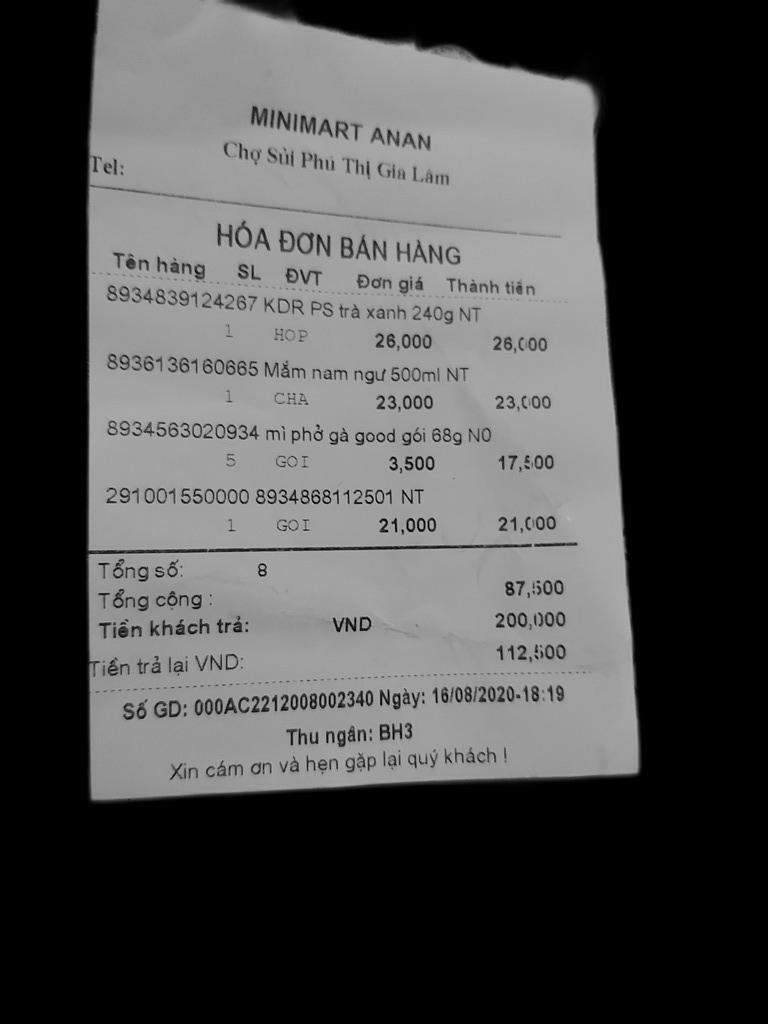 MINIMART ANAN
Chợ Sủi Phú Thị Gia Lâm
Tel:
HÓA ĐƠN BÁN HÀNG
Tên hàng SL ĐVT Đơn giá Thành tiền
8934839124267 KDR PS trà xanh 240g NT
1 HOP 26,000 26,000
8936136160665 Mắm nam ngư 500ml NT
1 CHA 23,000 23,000
8934563020934 mì phở gà good gói 68g N0
5 GOI 3,500 17,500
291001550000 8934868112501 NT
1 GOI 21,000 21,000
Tổng số: 8
Tổng cộng : 87,500
Tiền khách trả: VND 200,000
Tiền trả lại VND: 112,500
Số GD: 000AC2212008002340 Ngày: 16/08/2020-18:19
Thu ngân: BH3
Xin cám ơn và hẹn gặp lại quý khách !